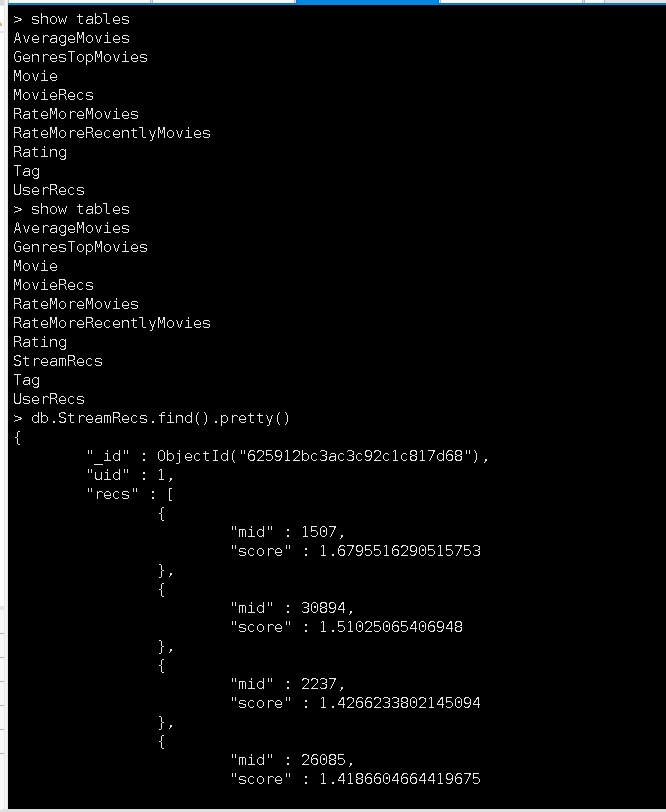 > show tables
AverageMovies
GenresTopMovies
Movie
MovieRecs
RateMoreMovies
RateMoreRecentlyMovies
Rating
Tag
UserRecs
> show tables
AverageMovies
GenresTopMovies
Movie
MovieRecs
RateMoreMovies
RateMoreRecentlyMovies
Rating
StreamRecs
Tag
UserRecs
> db.StreamRecs.find().pretty()
{
        "_id" : ObjectId("625912bc3ac3c92c1c817d68"),
        "uid" : 1,
        "recs" : [
                {
                        "mid" : 1507,
                        "score" : 1.6795516290515753
                },
                {
                        "mid" : 30894,
                        "score" : 1.51025065406948
                },
                {
                        "mid" : 2237,
                        "score" : 1.4266233802145094
                },
                {
                        "mid" : 26085,
                        "score" : 1.4186604664419675